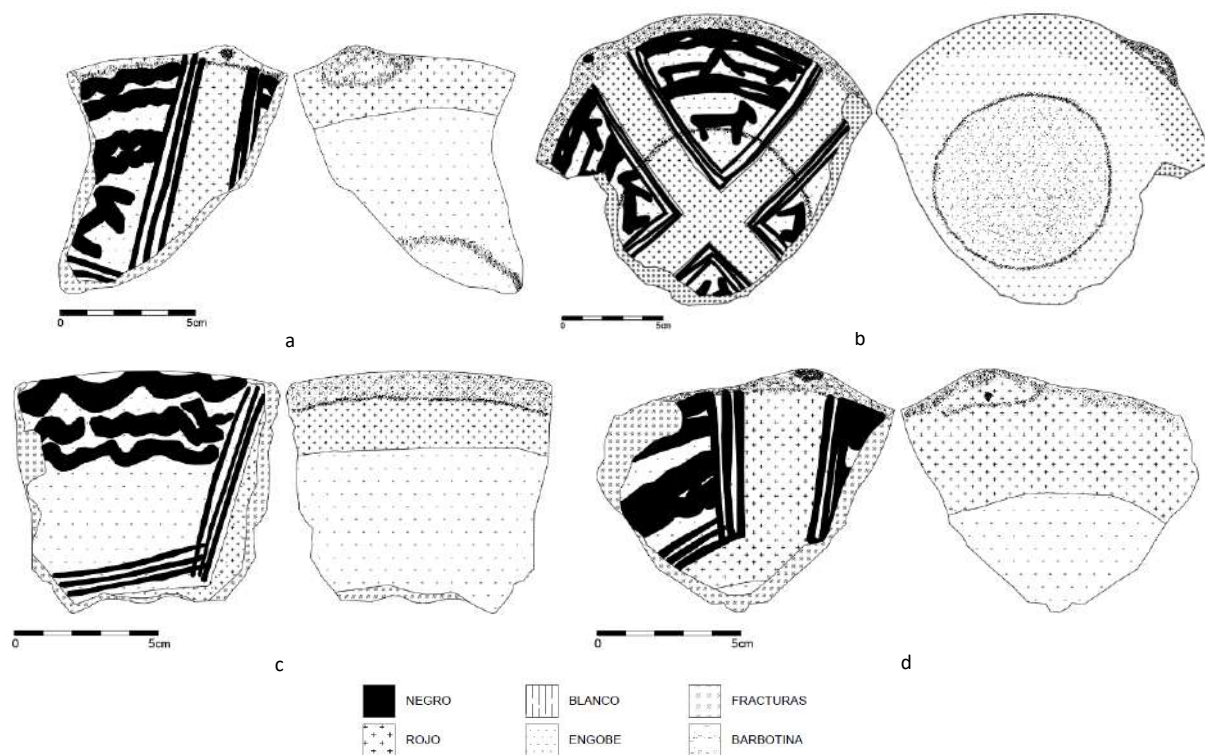 0 5cm
a
0 5cm
b
0 5cm
c
0 5cm
d
NEGRO BLANCO FRACTURAS
ROJO ENGOBE BARBOTINA